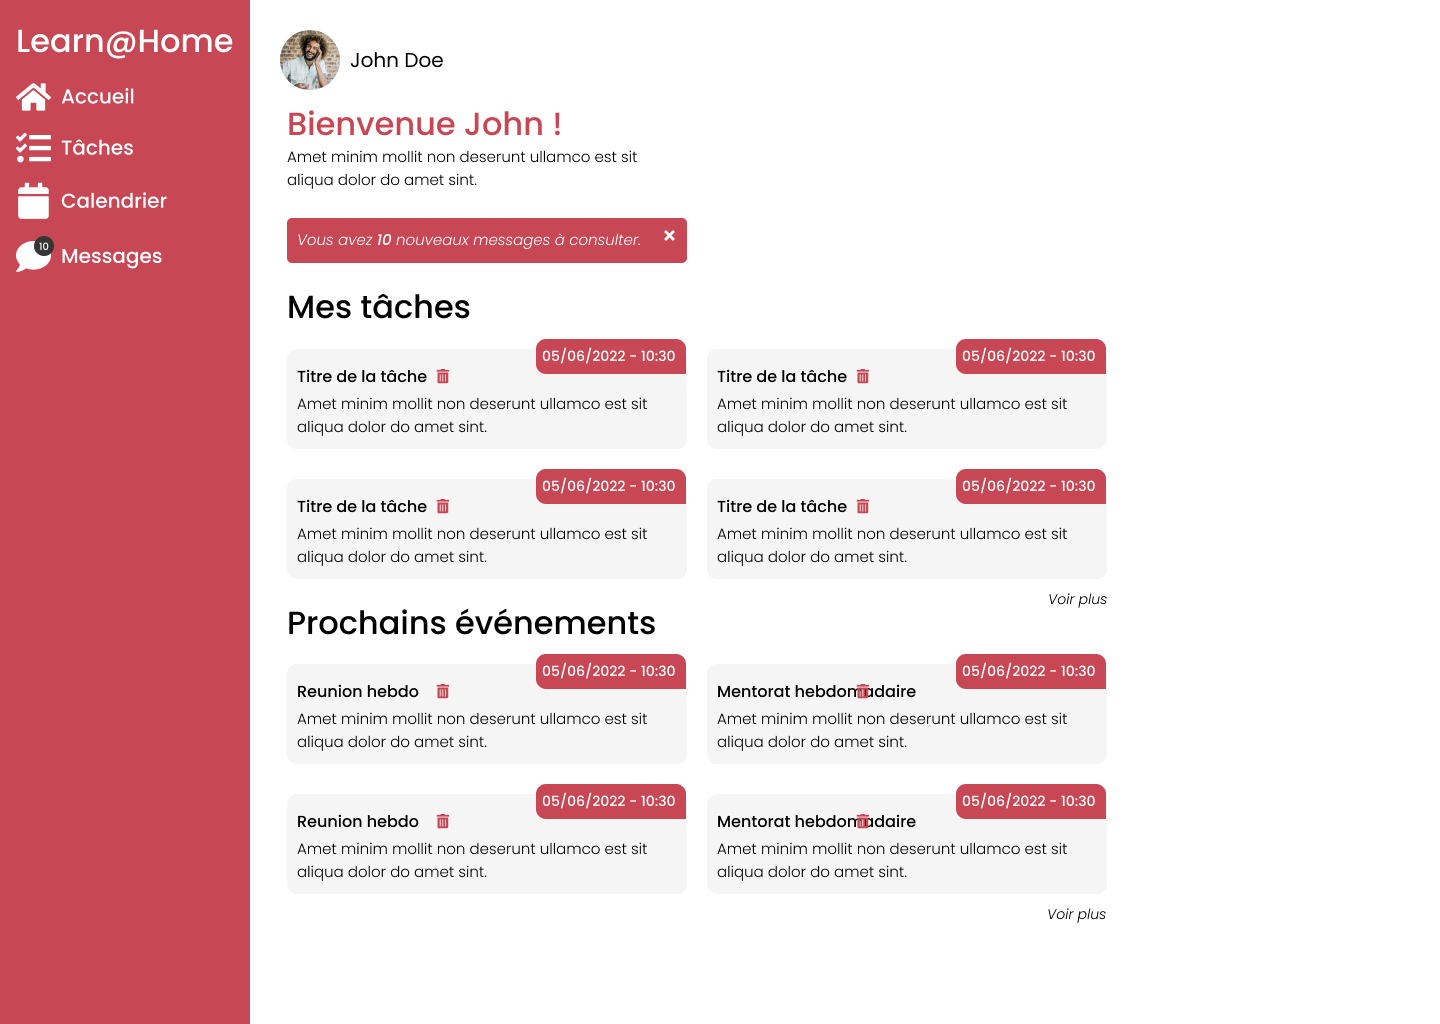 Learn@Home
Accueil
Tâches
Calendrier
10
Messages
John Doe
Bienvenue John !
Amet minim mollit non deserunt ullamco est sit
aliqua dolor do amet sint.
Vous avez 10 nouveaux messages à consulter.
Mes tâches
05/06/2022 - 10:30
Titre de la tâche
Amet minim mollit non deserunt ullamco est sit
aliqua dolor do amet sint.
05/06/2022 - 10:30
Titre de la tâche
Amet minim mollit non deserunt ullamco est sit
aliqua dolor do amet sint.
05/06/2022 - 10:30
Titre de la tâche
Amet minim mollit non deserunt ullamco est sit
aliqua dolor do amet sint.
05/06/2022 - 10:30
Titre de la tâche
Amet minim mollit non deserunt ullamco est sit
aliqua dolor do amet sint.
Voir plus
Prochains événements
05/06/2022 - 10:30
Reunion hebdo
Amet minim mollit non deserunt ullamco est sit
aliqua dolor do amet sint.
05/06/2022 - 10:30
Mentorat hebdomadaire
Amet minim mollit non deserunt ullamco est sit
aliqua dolor do amet sint.
05/06/2022 - 10:30
Reunion hebdo
Amet minim mollit non deserunt ullamco est sit
aliqua dolor do amet sint.
05/06/2022 - 10:30
Mentorat hebdomadaire
Amet minim mollit non deserunt ullamco est sit
aliqua dolor do amet sint.
Voir plus